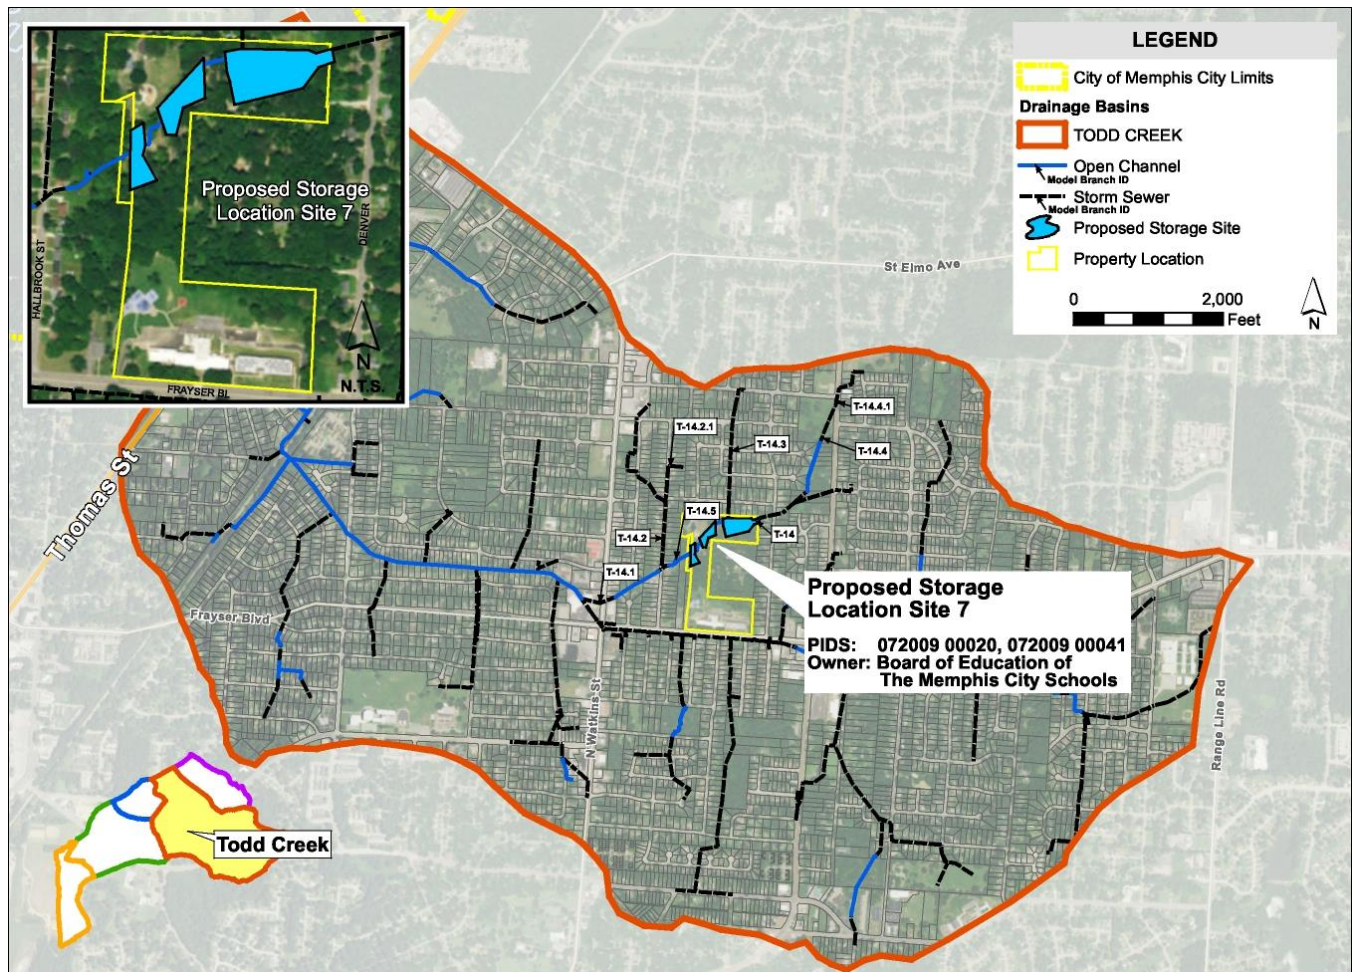 Proposed Storage
Location Site 7
HALLBROOK ST
DENVER
FRAYSER BL
N
N.T.S.
LEGEND
City of Memphis City Limits
Drainage Basins
TODD CREEK
Open Channel
Model Branch ID
Storm Sewer
Model Branch ID
Proposed Storage Site
Property Location
0 2,000
Feet
N
St Elmo Ave
Thomas St
T-14.4.1
T-14.2.1
T-14.3
T-14.4
T-14.5
T-14.2
T-14
T-14.1
Frayser Blvd
N Watkins St
Range Line Rd
Proposed Storage
Location Site 7
PIDS: 072009 00020, 072009 00041
Owner: Board of Education of
The Memphis City Schools
Todd Creek